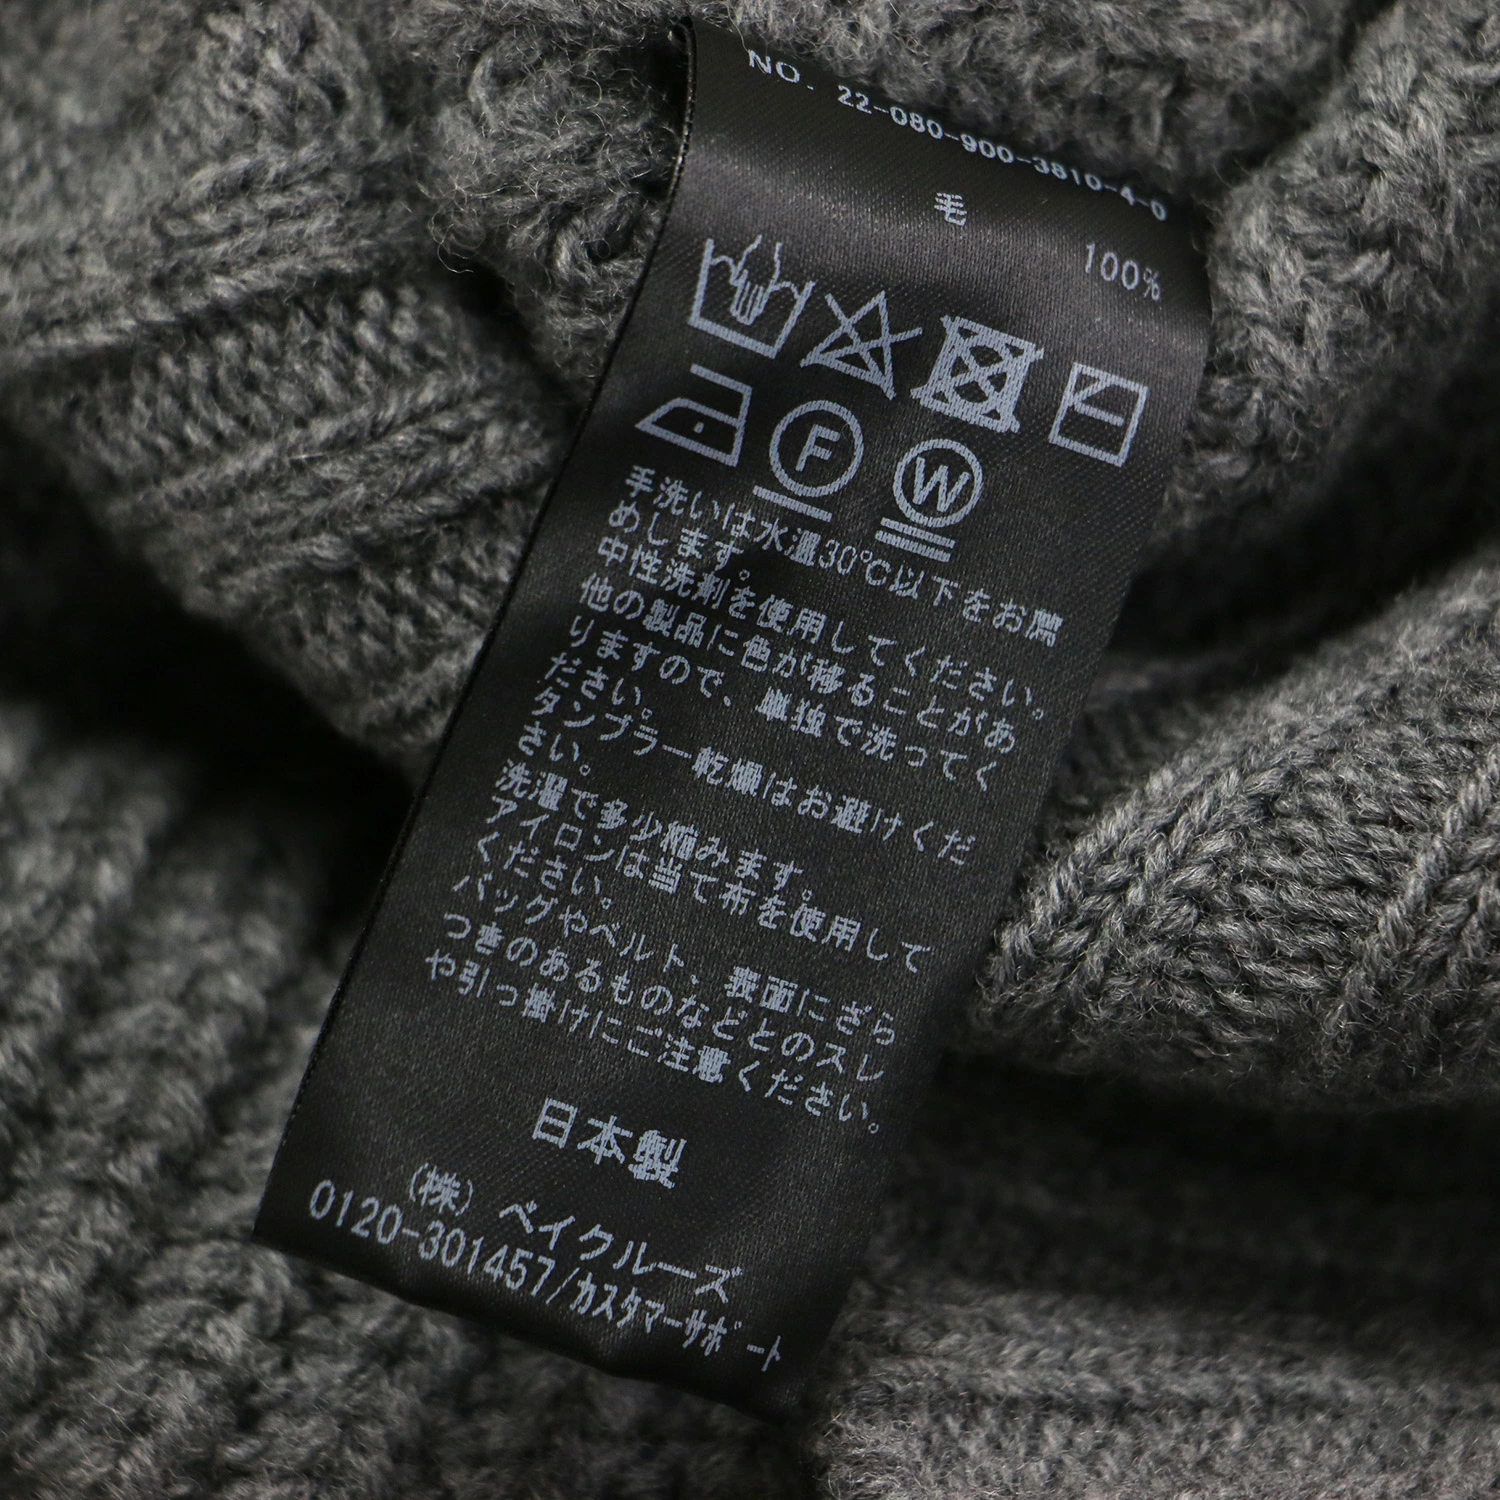 NO. 22-080-900-3810-4-0
毛 100%
F W
手洗いは水温30℃以下をお薦
めします。
中性洗剤を使用してください。
他の製品に色が移ることがあ
りますので、単独で洗ってく
ださい。
タンブラー乾燥はお避けくだ
さい。
洗濯で多少縮みます。
アイロンは当て布を使用して
ください。
バッグやベルト、表面にざら
つきのあるものなどとのスレ
や引っ掛けにご注意ください。
日本製
(株) ベイクルーズ
0120-301457/カスタマーサポート